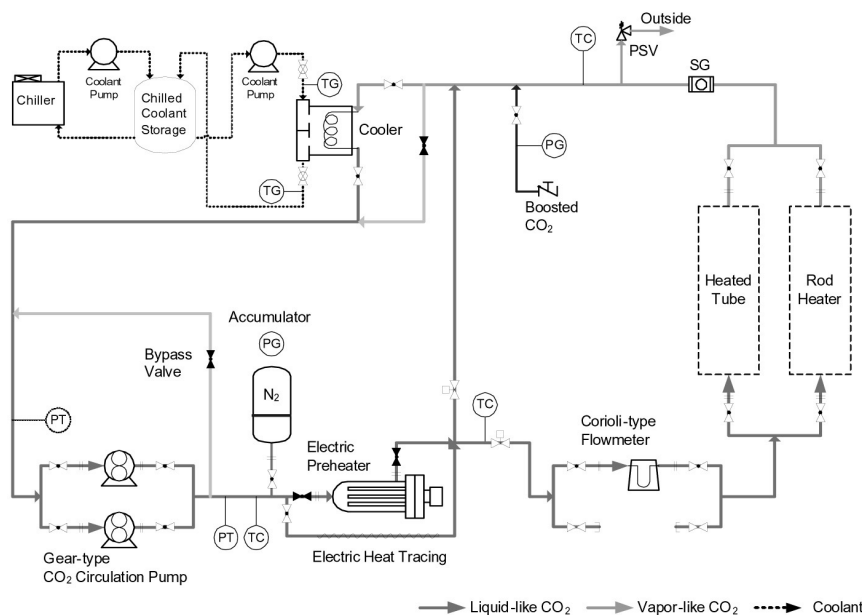 Outside
TC
PSV
SG
Coolant
Pump
Chiller
Chilled
Coolant
Storage
Coolant
Pump
TG
Cooler
TG
PG
Boosted
CO₂
Heated
Tube
Rod
Heater
Bypass
Valve
Accumulator
PG
N₂
PT
TC
Electric
Preheater
Corioli-type
Flowmeter
PT
TC
Gear-type
CO₂ Circulation Pump
Electric Heat Tracing
Liquid-like CO₂
Vapor-like CO₂
Coolant